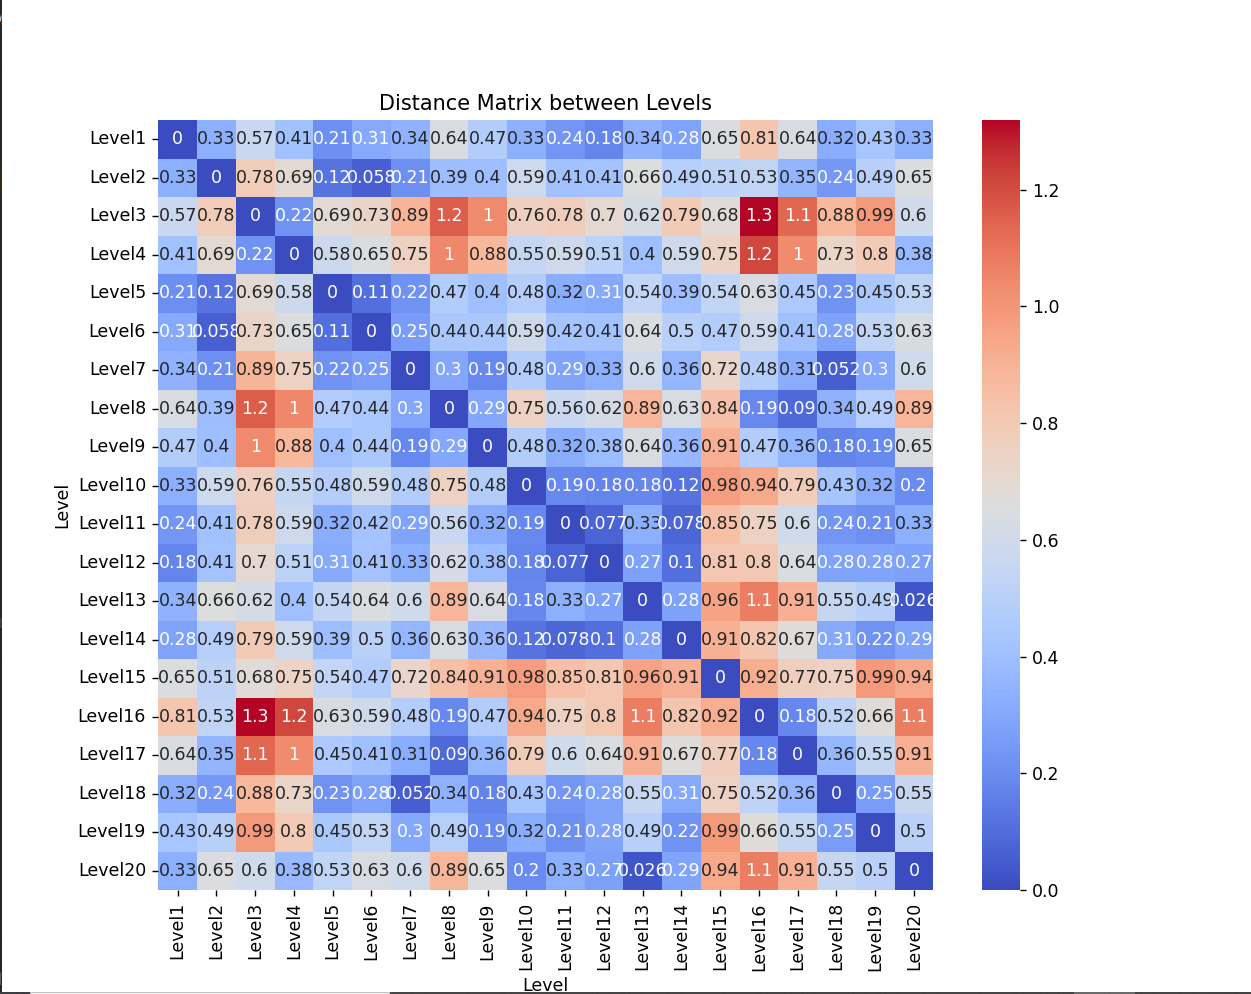 Distance Matrix between Levels
Level1 0 0.33 0.57 0.41 0.21 0.31 0.34 0.64 0.47 0.33 0.24 0.18 0.34 0.28 0.65 0.81 0.64 0.32 0.43 0.33
Level2 0.33 0 0.78 0.69 0.12 0.058 0.21 0.39 0.4 0.59 0.41 0.41 0.66 0.49 0.51 0.53 0.35 0.24 0.49 0.65
Level3 0.57 0.78 0 0.22 0.69 0.73 0.89 1.2 1 0.76 0.78 0.7 0.62 0.79 0.68 1.3 1.1 0.88 0.99 0.6
Level4 0.41 0.69 0.22 0 0.58 0.65 0.75 1 0.88 0.55 0.59 0.51 0.4 0.59 0.75 1.2 1 0.73 0.8 0.38
Level5 0.21 0.12 0.69 0.58 0 0.11 0.22 0.47 0.4 0.48 0.32 0.31 0.54 0.39 0.54 0.63 0.45 0.23 0.45 0.53
Level6 0.31 0.058 0.73 0.65 0.11 0 0.25 0.44 0.44 0.59 0.42 0.41 0.64 0.5 0.47 0.59 0.41 0.28 0.53 0.63
Level7 0.34 0.21 0.89 0.75 0.22 0.25 0 0.3 0.19 0.48 0.29 0.33 0.6 0.36 0.72 0.48 0.31 0.052 0.3 0.6
Level8 0.64 0.39 1.2 1 0.47 0.44 0.3 0 0.29 0.75 0.56 0.62 0.89 0.63 0.84 0.19 0.09 0.34 0.49 0.89
Level9 0.47 0.4 1 0.88 0.4 0.44 0.19 0.29 0 0.48 0.32 0.38 0.64 0.36 0.91 0.47 0.36 0.18 0.19 0.65
Level10 0.33 0.59 0.76 0.55 0.48 0.59 0.48 0.75 0.48 0 0.19 0.18 0.18 0.12 0.98 0.94 0.79 0.43 0.32 0.2
Level11 0.24 0.41 0.78 0.59 0.32 0.42 0.29 0.56 0.32 0.19 0 0.077 0.33 0.078 0.85 0.75 0.6 0.24 0.21 0.33
Level12 0.18 0.41 0.7 0.51 0.31 0.41 0.33 0.62 0.38 0.18 0.077 0 0.27 0.1 0.81 0.8 0.64 0.28 0.28 0.27
Level13 0.34 0.66 0.62 0.4 0.54 0.64 0.6 0.89 0.64 0.18 0.33 0.27 0 0.28 0.96 1.1 0.91 0.55 0.49 0.026
Level14 0.28 0.49 0.79 0.59 0.39 0.5 0.36 0.63 0.36 0.12 0.078 0.1 0.28 0 0.91 0.82 0.67 0.31 0.22 0.29
Level15 0.65 0.51 0.68 0.75 0.54 0.47 0.72 0.84 0.91 0.98 0.85 0.81 0.96 0.91 0 0.92 0.77 0.75 0.99 0.94
Level16 0.81 0.53 1.3 1.2 0.63 0.59 0.48 0.19 0.47 0.94 0.75 0.8 1.1 0.82 0.92 0 0.18 0.52 0.66 1.1
Level17 0.64 0.35 1.1 1 0.45 0.41 0.31 0.09 0.36 0.79 0.6 0.64 0.91 0.67 0.77 0.18 0 0.36 0.55 0.91
Level18 0.32 0.24 0.88 0.73 0.23 0.28 0.052 0.34 0.18 0.43 0.24 0.28 0.55 0.31 0.75 0.52 0.36 0 0.25 0.55
Level19 0.43 0.49 0.99 0.8 0.45 0.53 0.3 0.49 0.19 0.32 0.21 0.28 0.49 0.22 0.99 0.66 0.55 0.25 0 0.5
Level20 0.33 0.65 0.6 0.38 0.53 0.63 0.6 0.89 0.65 0.2 0.33 0.27 0.026 0.29 0.94 1.1 0.91 0.55 0.5 0
Level
Level1 Level2 Level3 Level4 Level5 Level6 Level7 Level8 Level9 Level10 Level11 Level12 Level13 Level14 Level15 Level16 Level17 Level18 Level19 Level20
Level
1.2
1.0
0.8
0.6
0.4
0.2
0.0